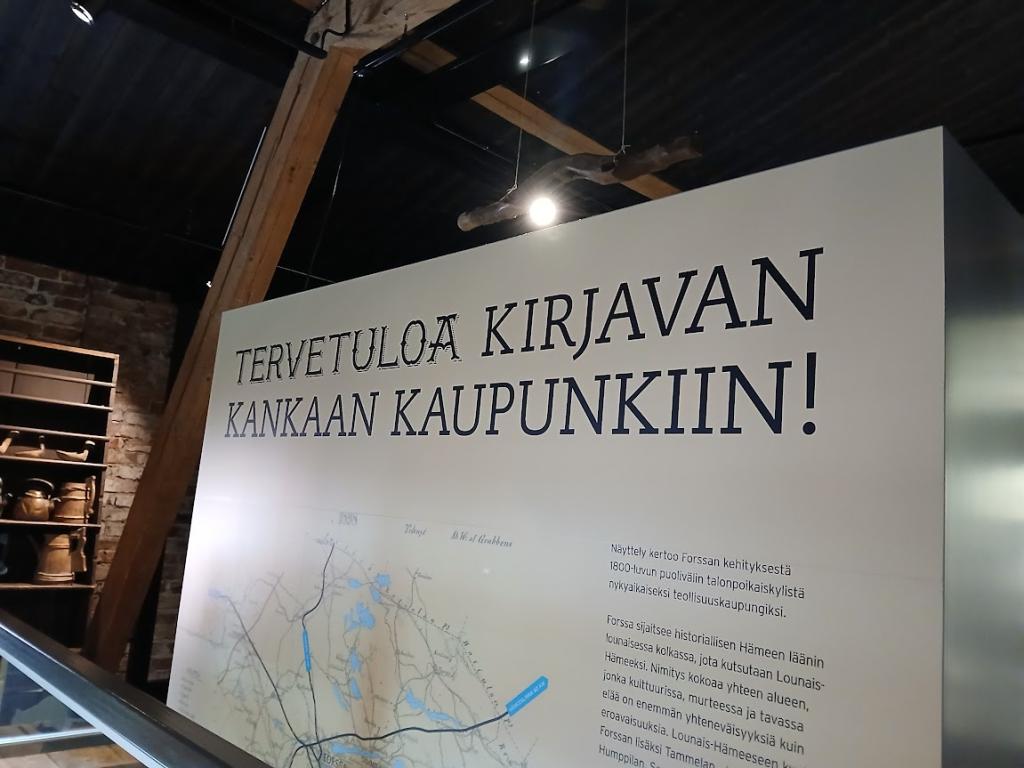 TERVETULOA KIRJAVAN
KANKAAN KAUPUNKIIN!
Näyttely kertoo Forssan kehityksestä
1800-luvun puolivälin talonpoikaiskylistä
nykyaikaiseksi teollisuuskaupungiksi.
Forssa sijaitsee historiallisen Hämeen läänin
lounaisessa kolkassa, jota kutsutaan Lounais-
Hämeeksi. Nimitys kokoaa yhteen alueen,
jonka kulttuurissa, murteessa ja tavassa
elää on enemmän yhteneväisyyksiä kuin
eroavaisuuksia. Lounais-Hämeeseen
Forssan lisäksi Tammelan,
Humppilan,